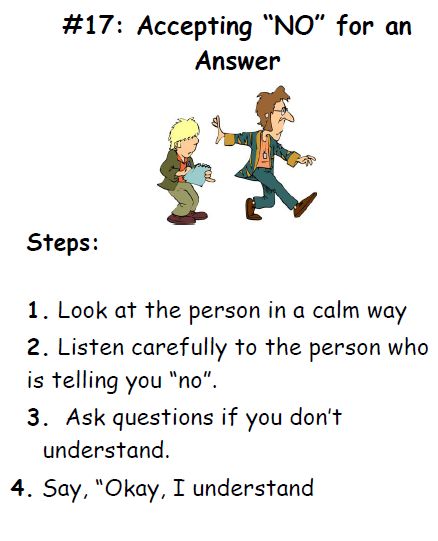 #17: Accepting “NO” for an
Answer
Steps:
1. Look at the person in a calm way
2. Listen carefully to the person who
is telling you “no”.
3. Ask questions if you don’t
understand.
4. Say, “Okay, I understand